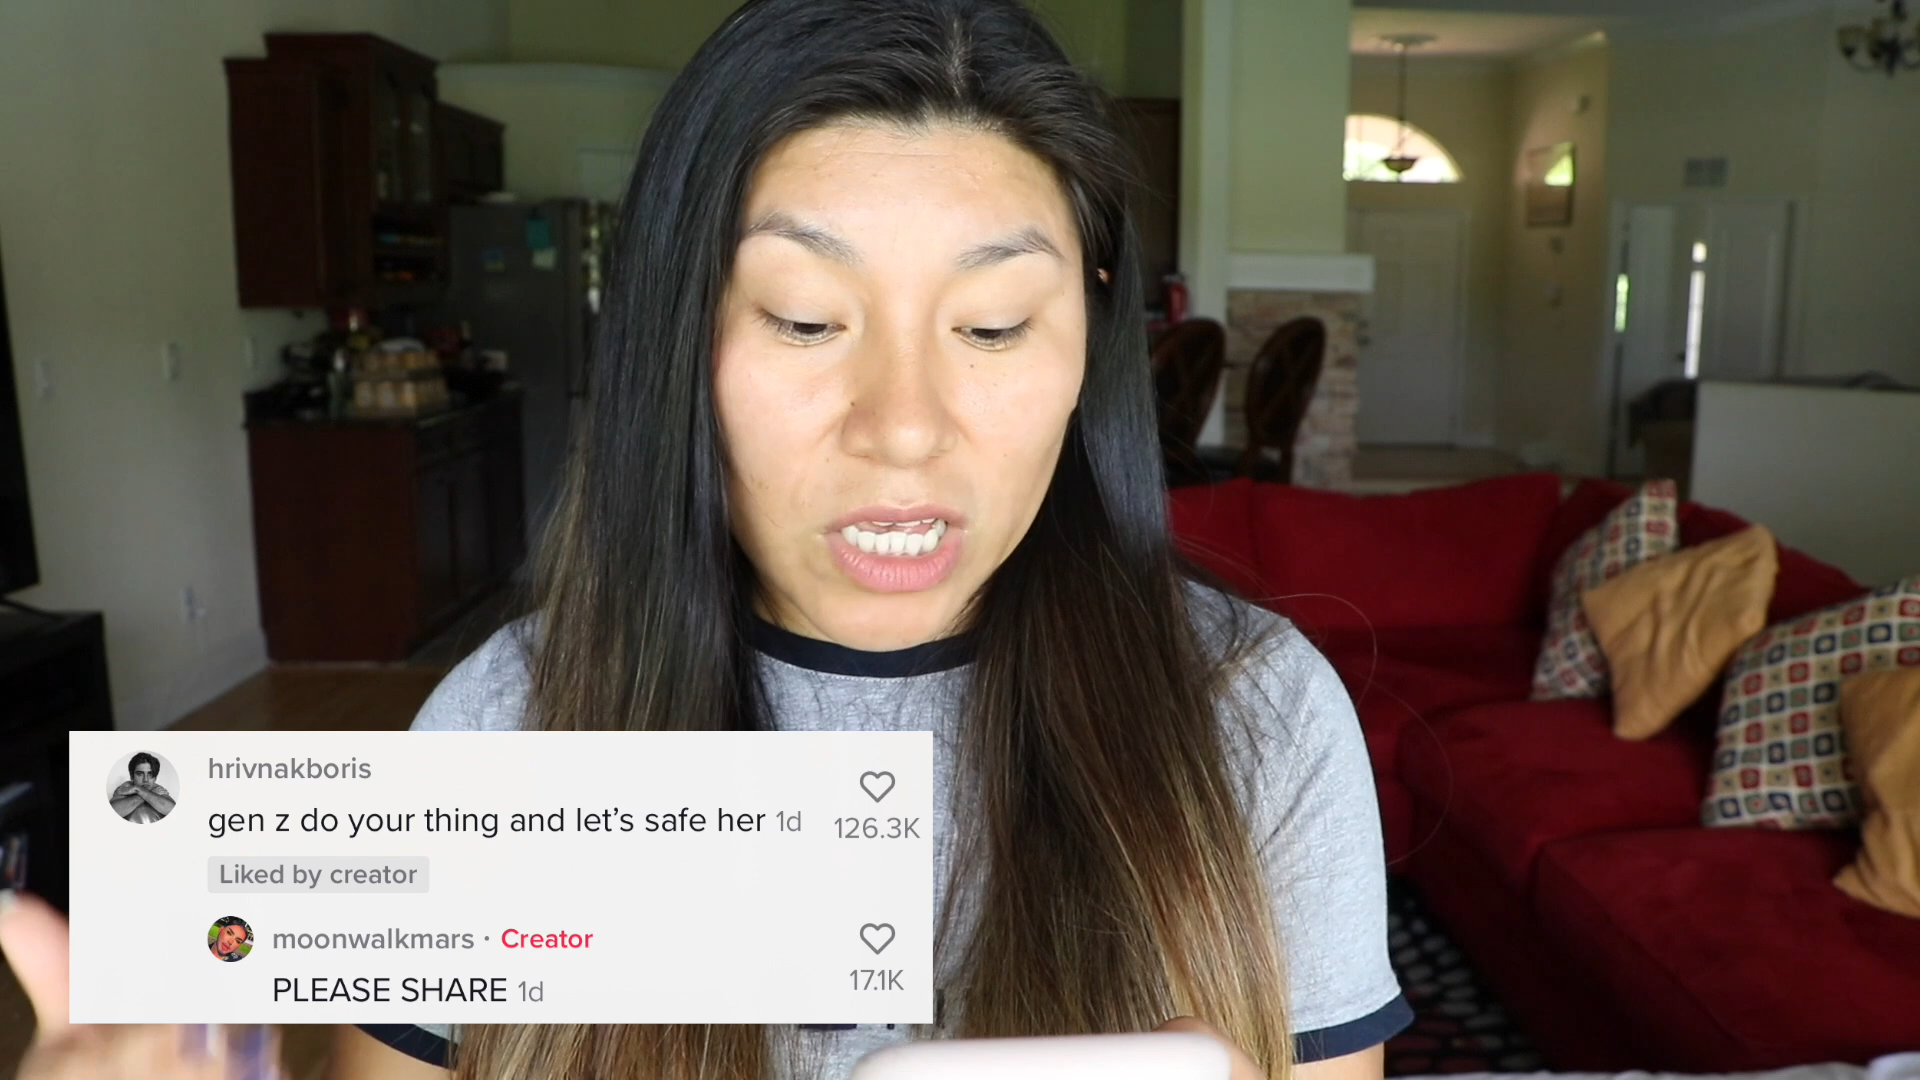 hrivnakboris
gen z do your thing and let’s safe her 1d
126.3K
Liked by creator
moonwalkmars · Creator
PLEASE SHARE 1d
17.1K